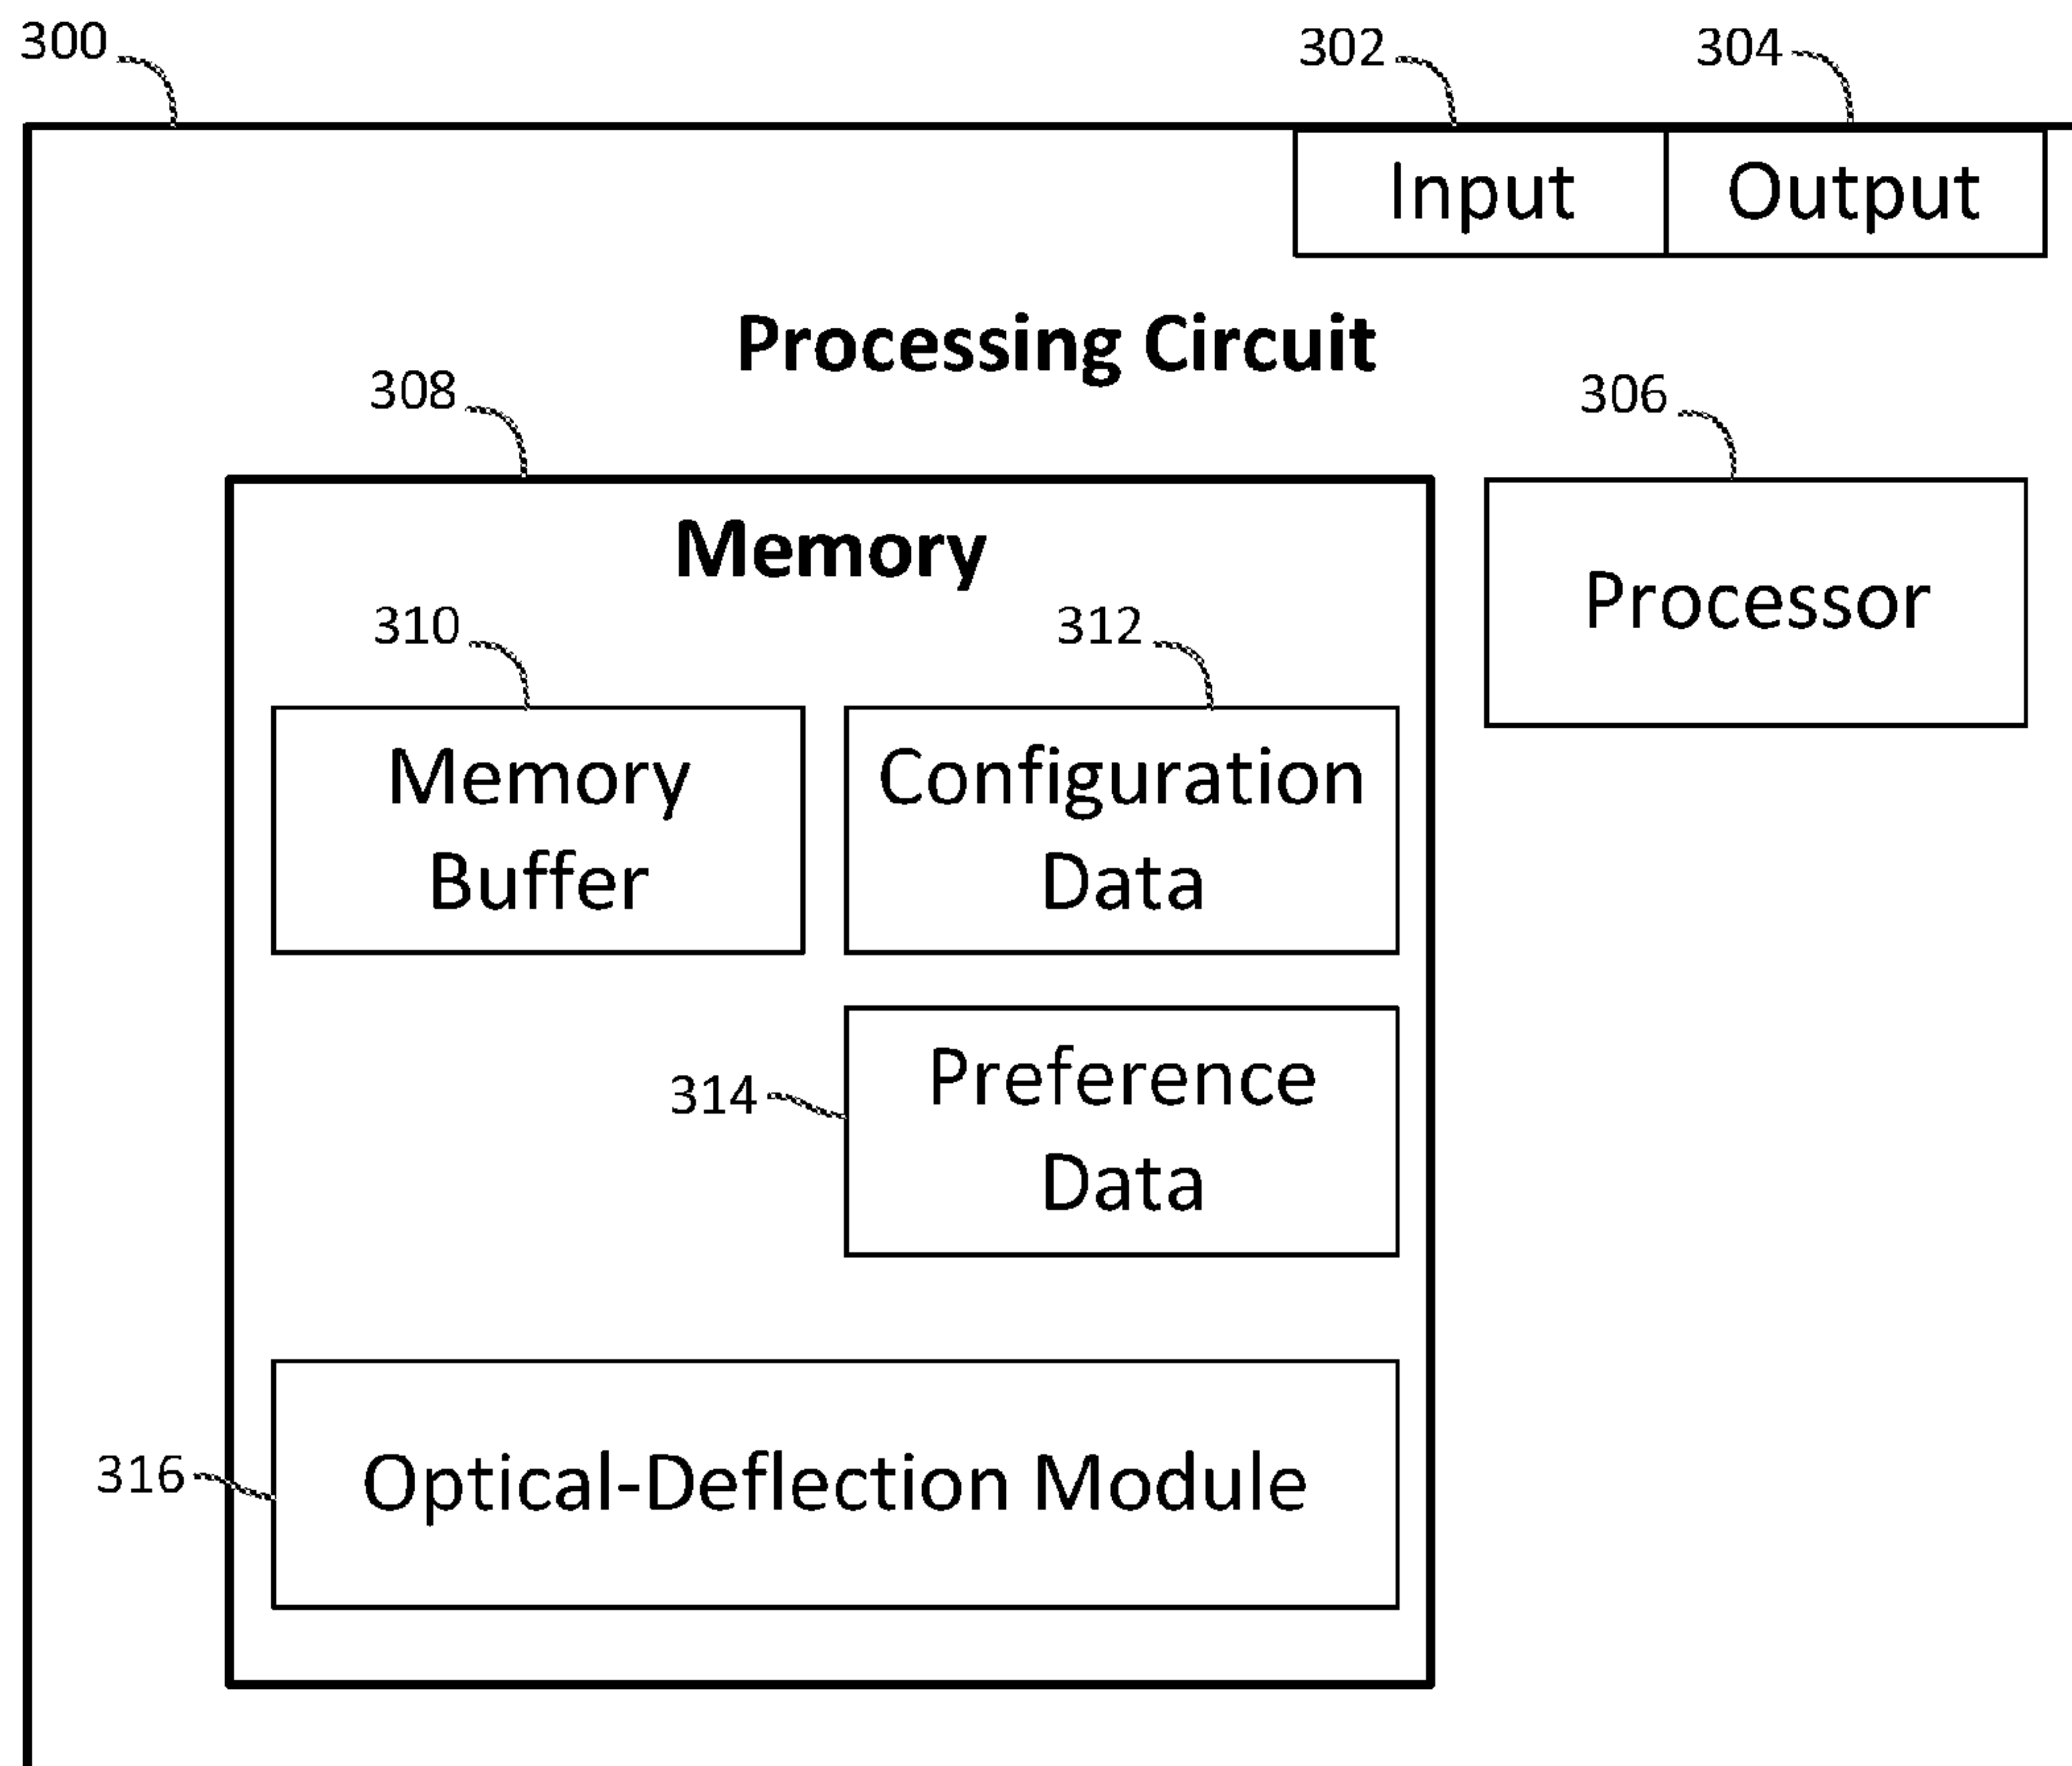 300
302
304
Input
Output
Processing Circuit
308
306
Memory
Processor
310
312
Memory
Buffer
Configuration
Data
314
Preference
Data
316
Optical-Deflection Module